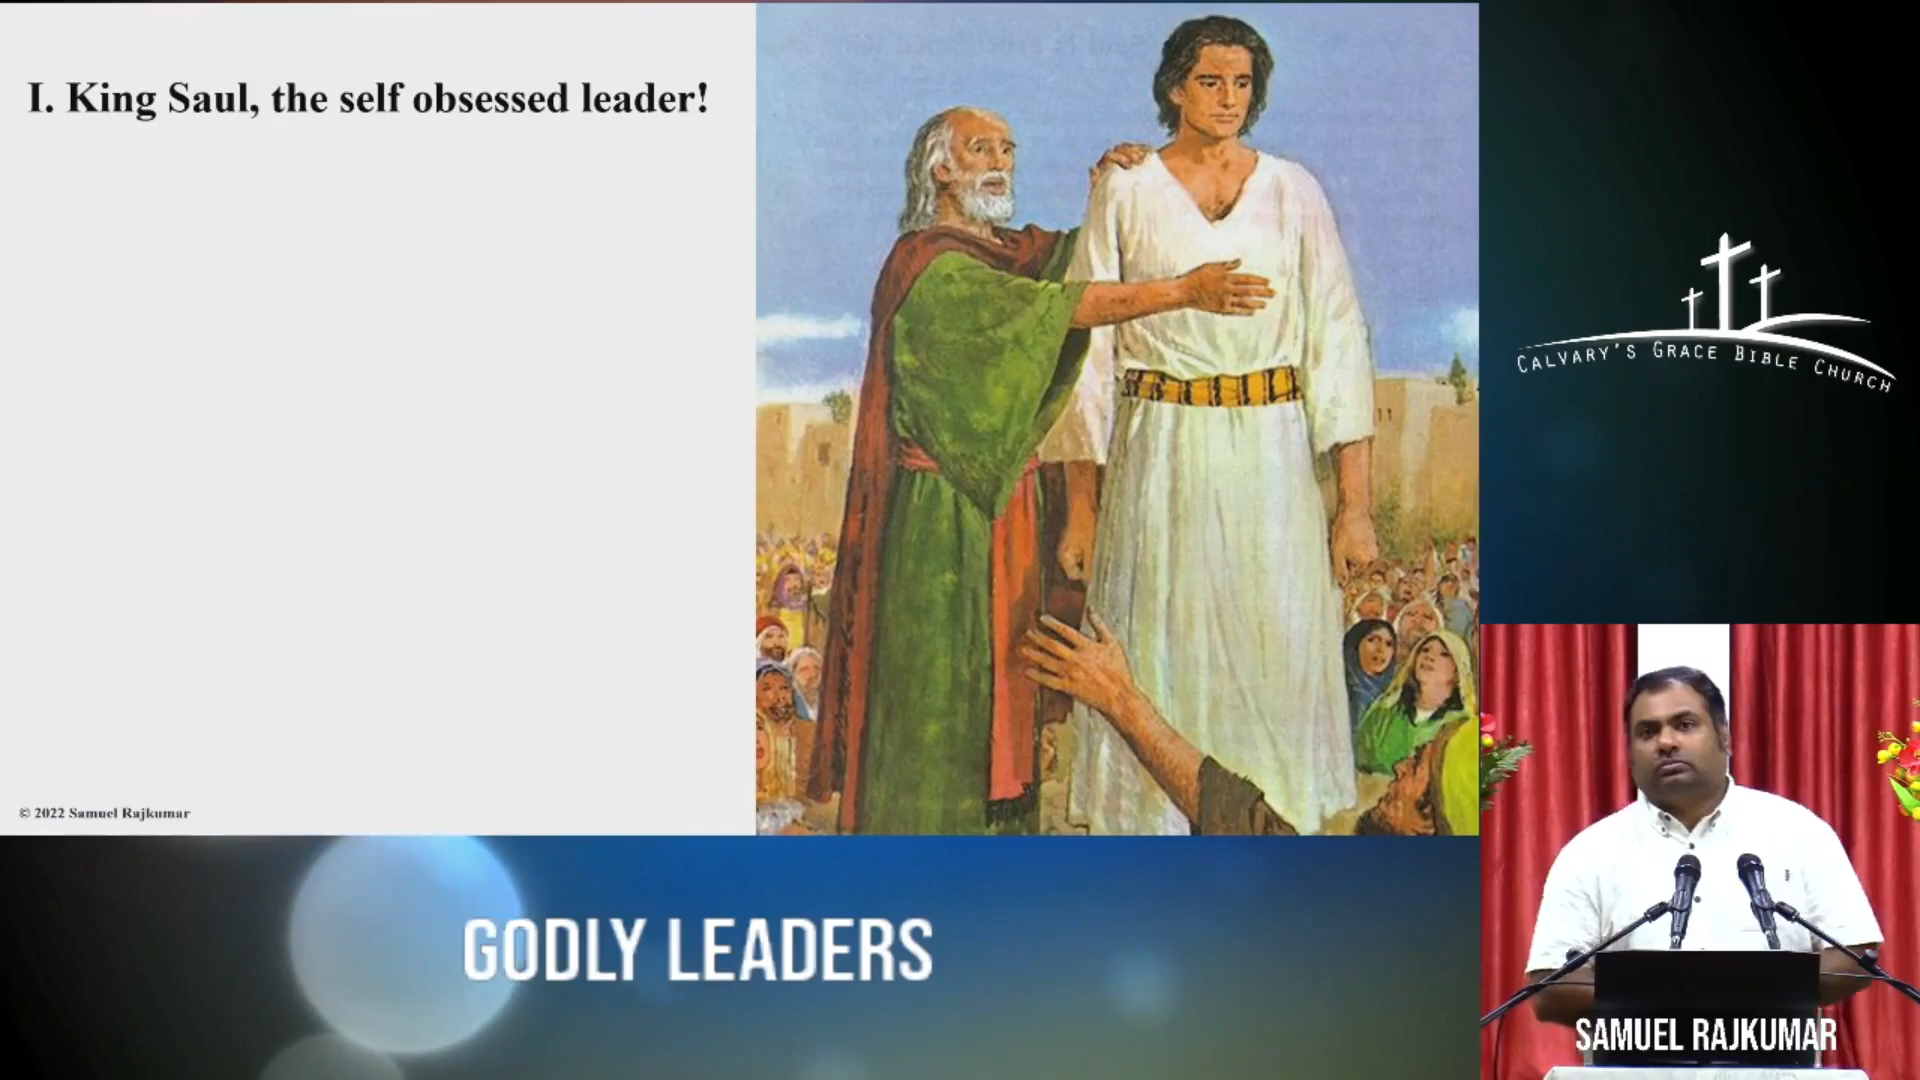 I. King Saul, the self obsessed leader!
© 2022 Samuel Rajkumar
CALVARY'S GRACE BIBLE CHURCH
GODLY LEADERS
SAMUEL RAJKUMAR